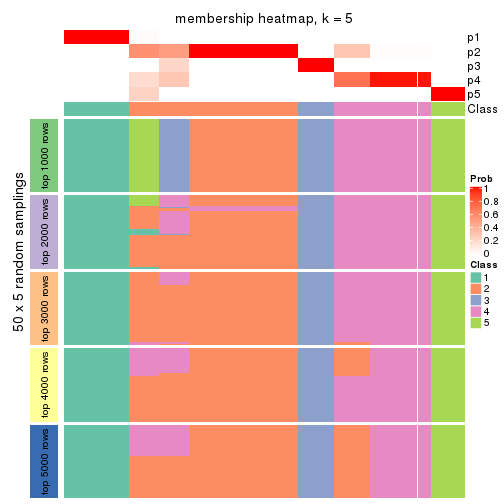 membership heatmap, k = 5
p1
p2
p3
p4
p5
Class
50 x 5 random samplings
top 1000 rows
top 2000 rows
top 3000 rows
top 4000 rows
top 5000 rows
Prob
1
0.8
0.6
0.4
0.2
0
Class
1
2
3
4
5